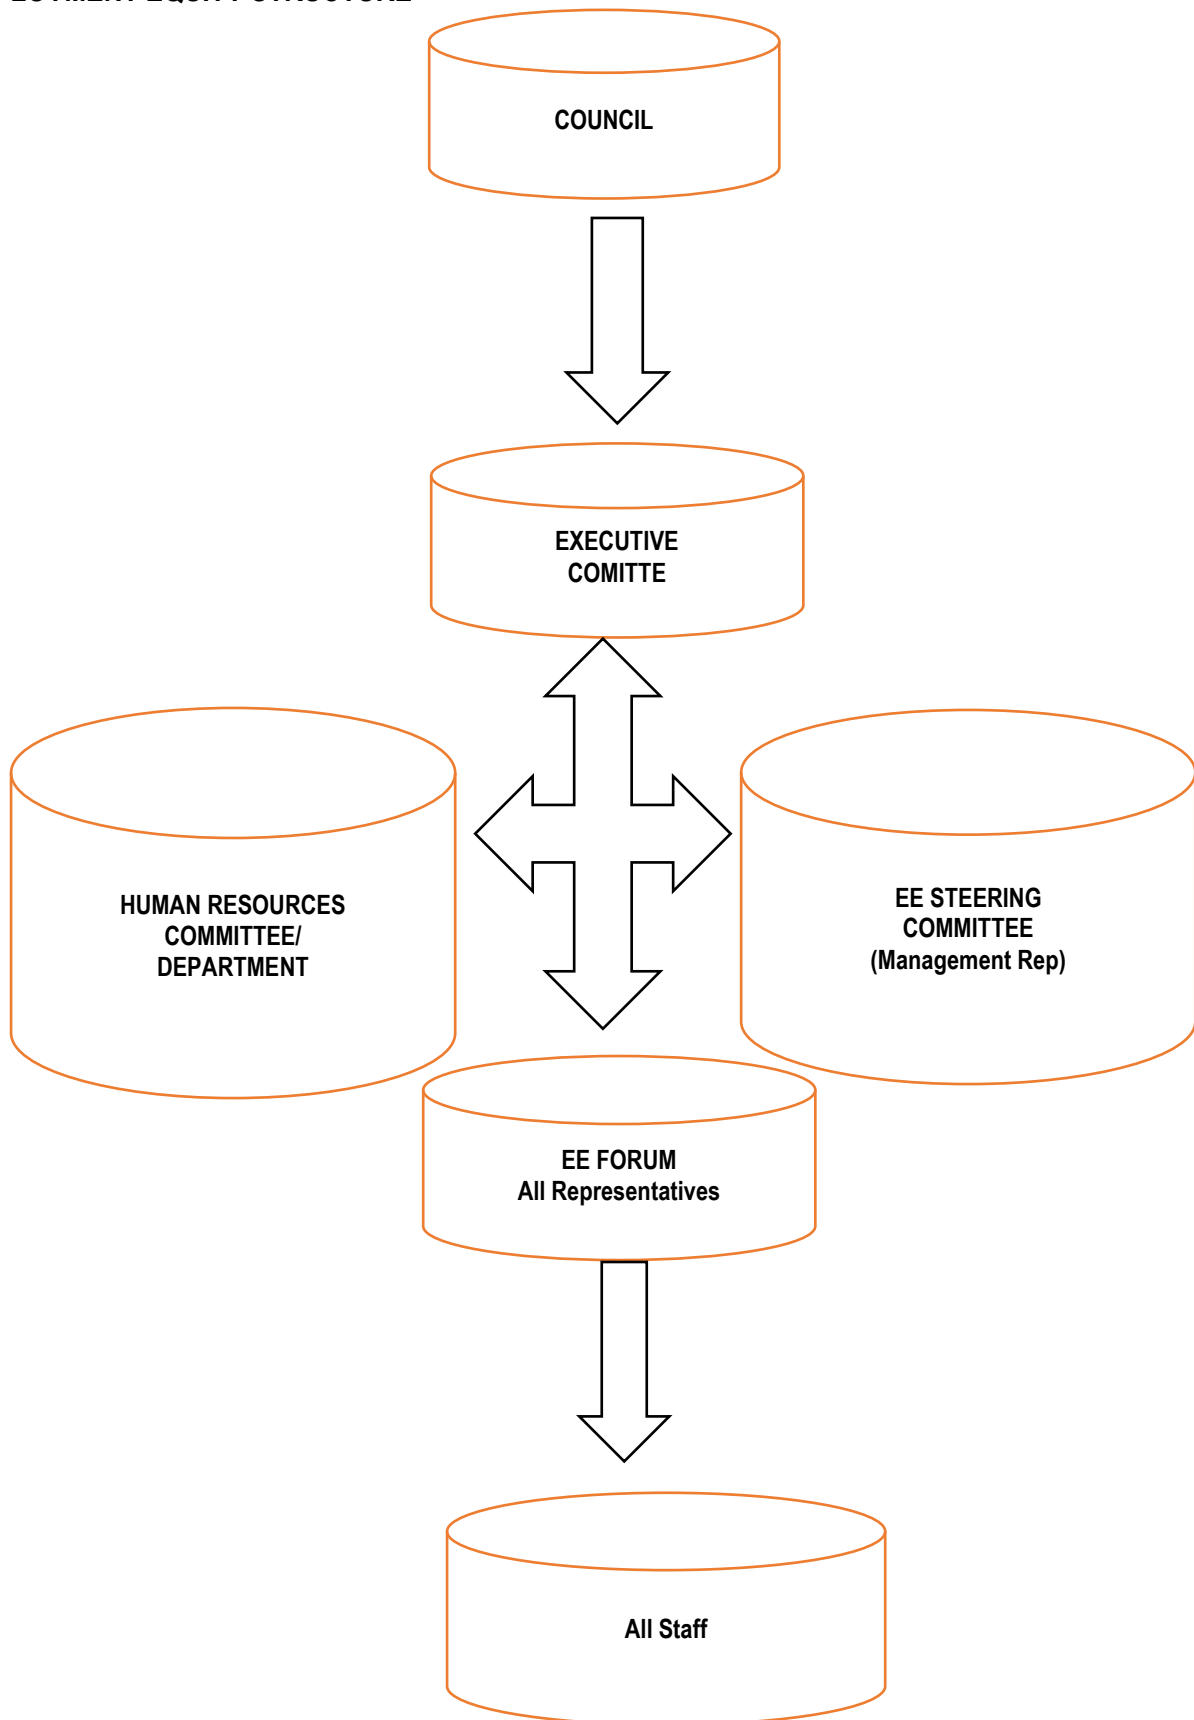 COUNCIL
EXECUTIVE
COMITTE
HUMAN RESOURCES
COMMITTEE/
DEPARTMENT
EE STEERING
COMMITTEE
(Management Rep)
EE FORUM
All Representatives
All Staff